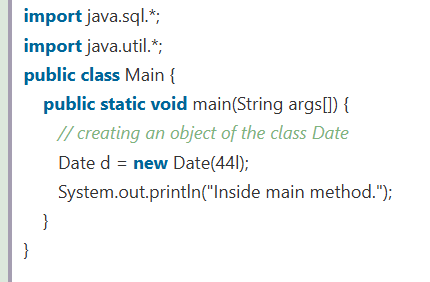 import java.sql.*;
import java.util.*;
public class Main {
public static void main(String args[]) {
// creating an object of the class Date
Date d = new Date(44l);
System.out.println("Inside main method.");
}
}